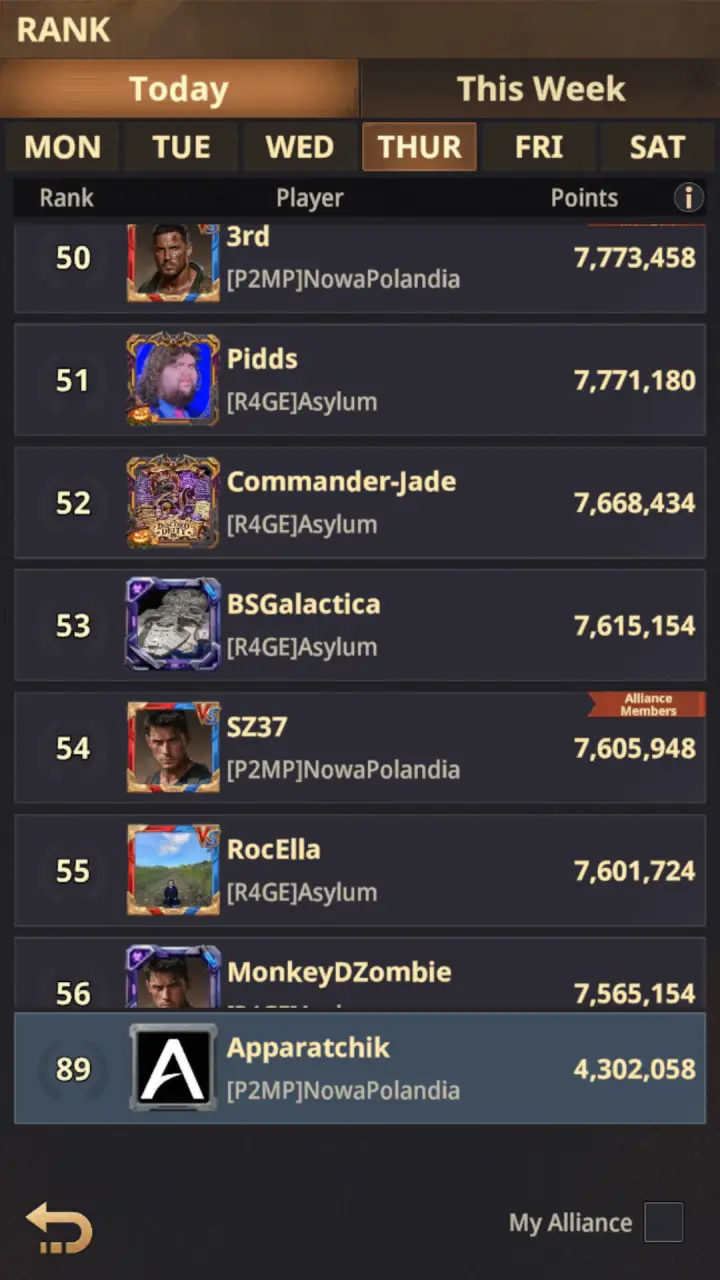 RANK
Today This Week
MON TUE WED THUR FRI SAT
Rank Player Points
50 3rd 7,773,458
[P2MP]NowaPolandia
51 Pidds 7,771,180
[R4GE]Asylum
52 Commander-Jade 7,668,434
[R4GE]Asylum
53 BSGalactica 7,615,154
[R4GE]Asylum
Alliance
Members
54 SZ37 7,605,948
[P2MP]NowaPolandia
55 RocElla 7,601,724
[R4GE]Asylum
56 MonkeyDZombie 7,565,154
89 Apparatchik 4,302,058
[P2MP]NowaPolandia
My Alliance